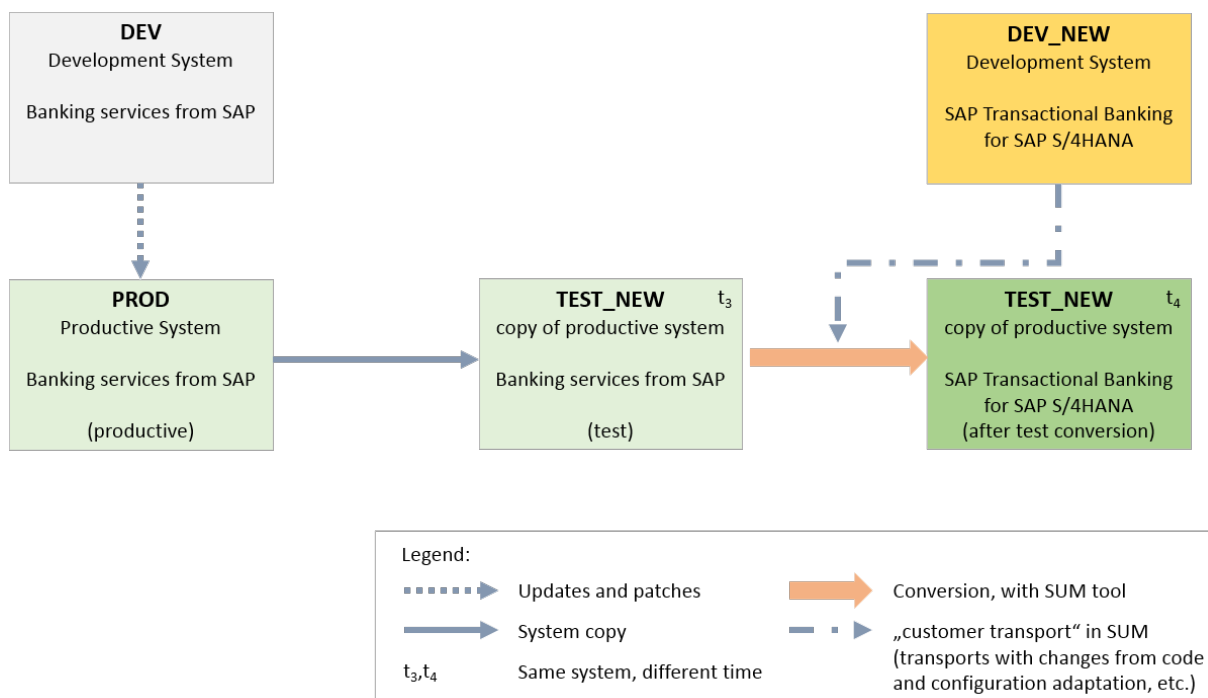 DEV
Development System
Banking services from SAP
DEV_NEW
Development System
SAP Transactional Banking
for SAP S/4HANA
PROD
Productive System
Banking services from SAP
(productive)
TEST_NEW t₃
copy of productive system
Banking services from SAP
(test)
TEST_NEW t₄
copy of productive system
SAP Transactional Banking
for SAP S/4HANA
(after test conversion)
Legend:
Updates and patches
System copy
t₃,t₄ Same system, different time
Conversion, with SUM tool
„customer transport“ in SUM
(transports with changes from code
and configuration adaptation, etc.)